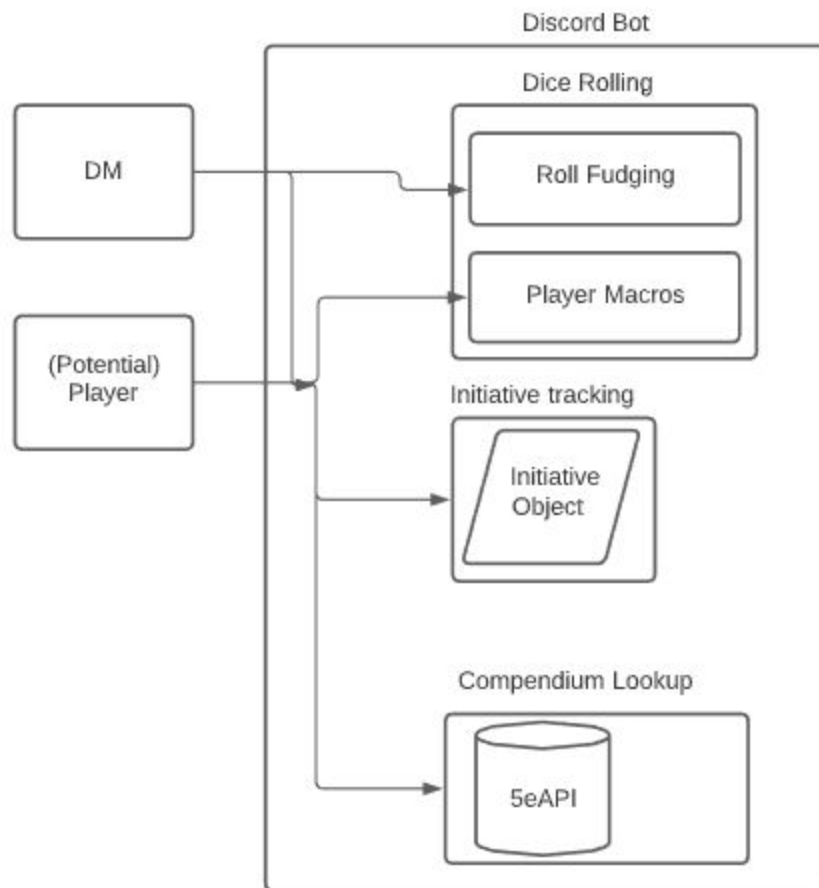 Discord Bot
Dice Rolling
DM
Roll Fudging
Player Macros
(Potential)
Player
Initiative tracking
Initiative
Object
Compendium Lookup
5eAPI